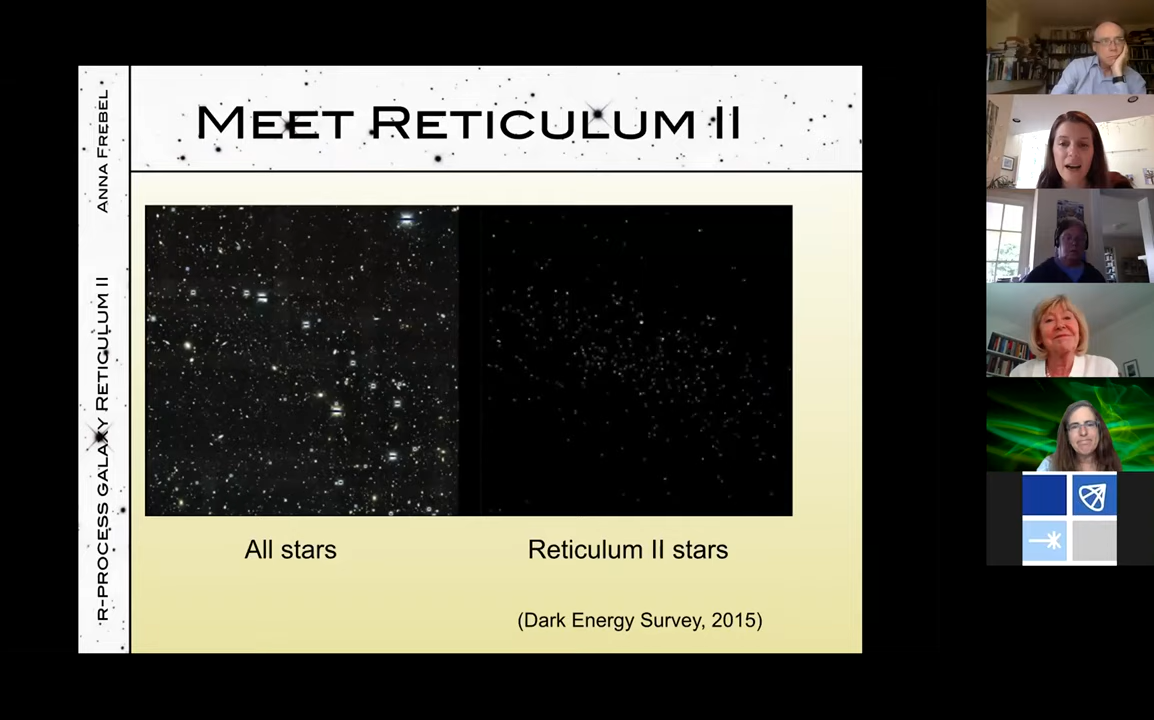 MEET RETICULUM II
R-PROCESS GALAXY RETICULUM II ANNA FREBEL
All stars
Reticulum II stars
(Dark Energy Survey, 2015)